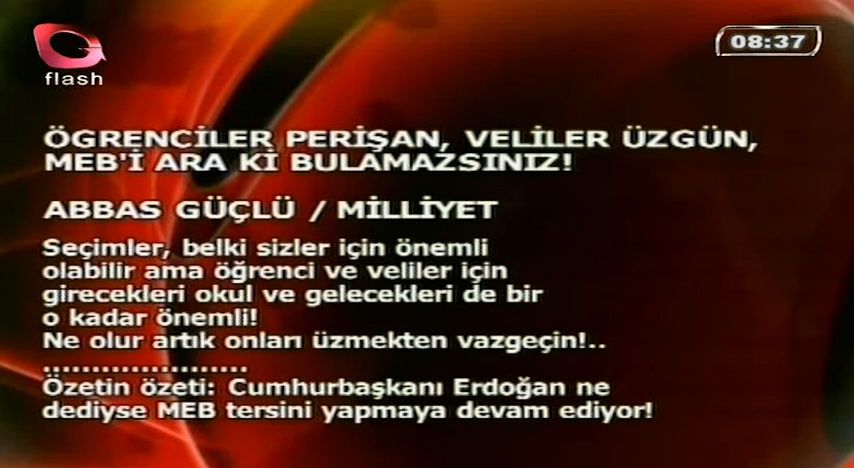 flash
08:37
ÖGRENCİLER PERİŞAN, VELİLER ÜZGÜN,
MEB'İ ARA Kİ BULAMAZSINIZ!
ABBAS GÜÇLÜ / MİLLİYET
Seçimler, belki sizler için önemli
olabilir ama öğrenci ve veliler için
girecekleri okul ve gelecekleri de bir
o kadar önemli!
Ne olur artık onları üzmekten vazgeçin!..
.....................
Özetin özeti: Cumhurbaşkanı Erdoğan ne
dediyse MEB tersini yapmaya devam ediyor!